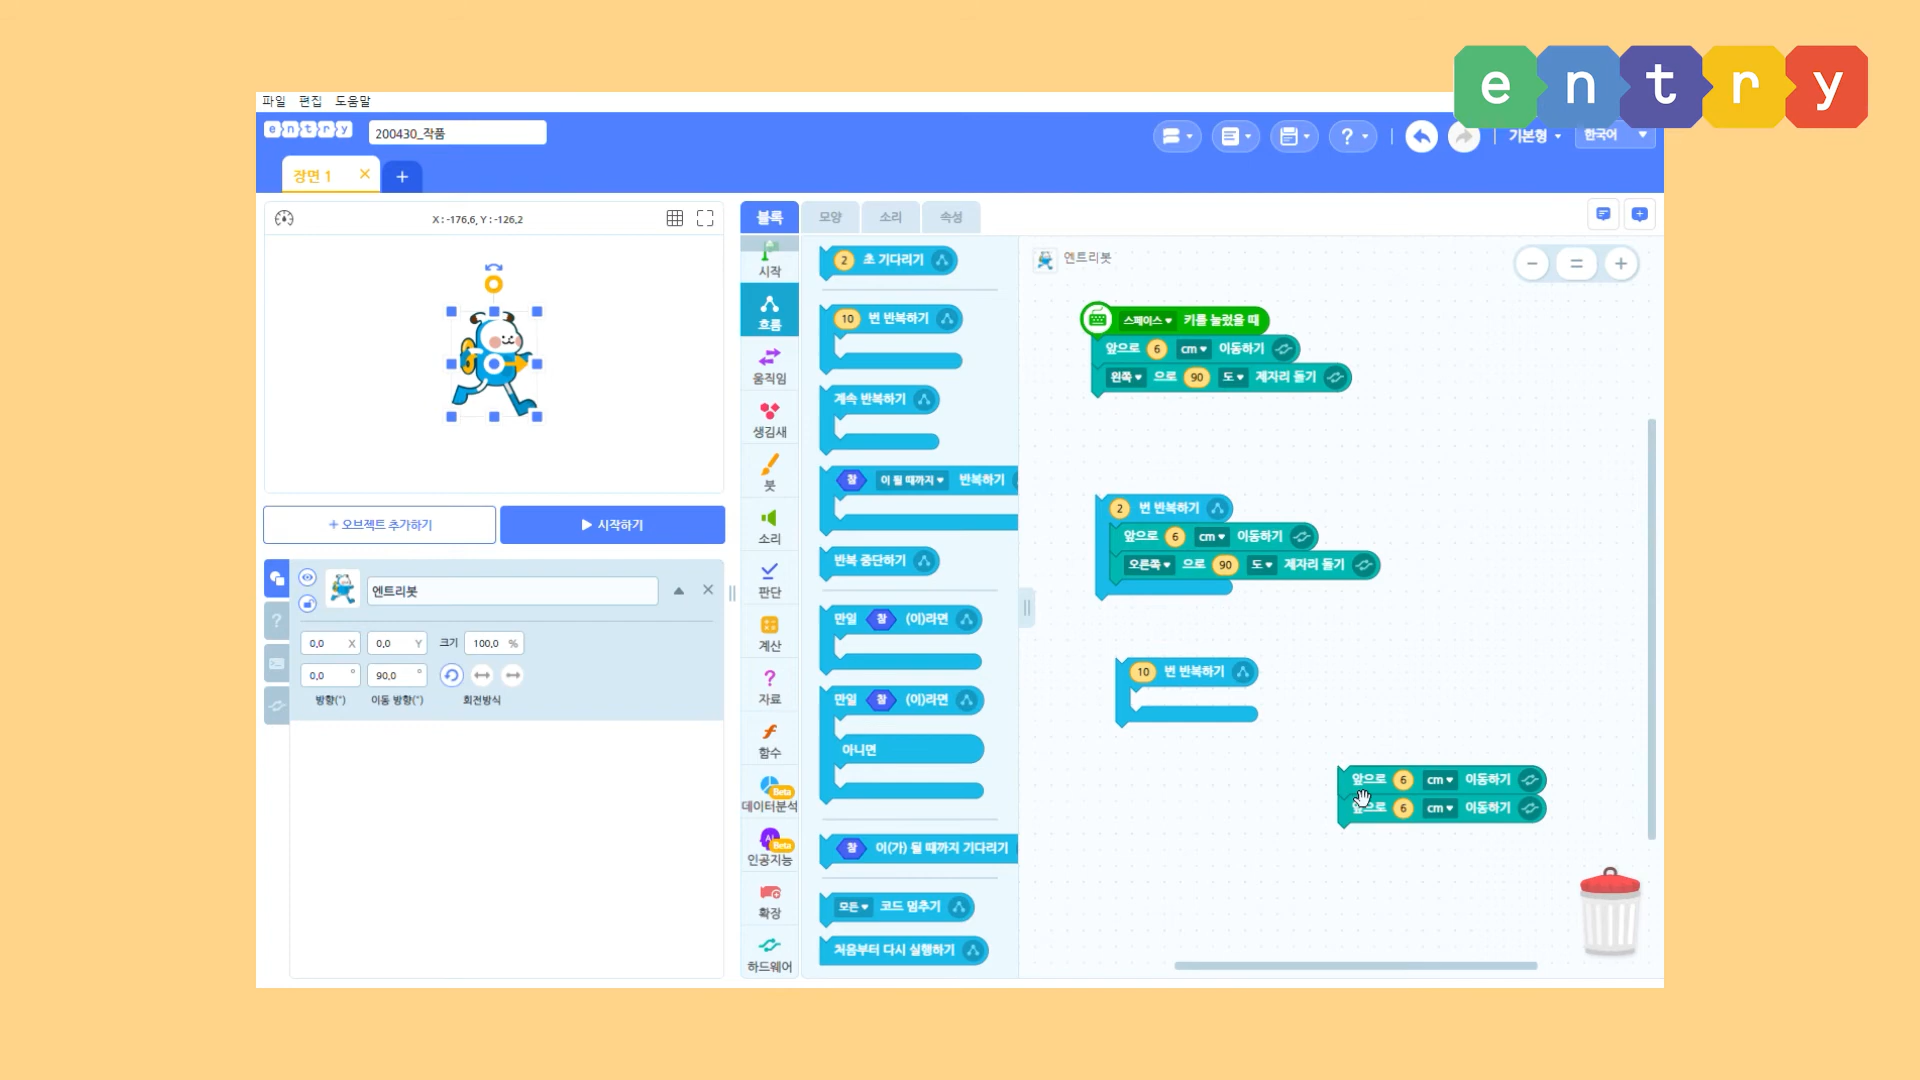 entry
파일 편집 도움말
entry
200430_작품
기본형
한국어
장면 1
X : -176.6, Y : -126.2
+ 오브젝트 추가하기
시작하기
엔트리봇
0.0 X
0.0 Y
크기
100.0 %
0.0 °
90.0 °
방향(°)
이동 방향(°)
회전방식
블록
모양
소리
속성
시작
흐름
움직임
생김새
붓
소리
판단
계산
자료
함수
Beta
데이터분석
AI
Beta
인공지능
확장
하드웨어
2 초 기다리기
10 번 반복하기
계속 반복하기
참 이 될 때까지 반복하기
반복 중단하기
만일 참 (이)라면
만일 참 (이)라면
아니면
참 이(가) 될 때까지 기다리기
모든 코드 멈추기
처음부터 다시 실행하기
엔트리봇
스페이스 키를 눌렀을 때
앞으로 6 cm 이동하기
왼쪽 으로 90 도 제자리 돌기
2 번 반복하기
앞으로 6 cm 이동하기
오른쪽 으로 90 도 제자리 돌기
10 번 반복하기
앞으로 6 cm 이동하기
앞으로 6 cm 이동하기